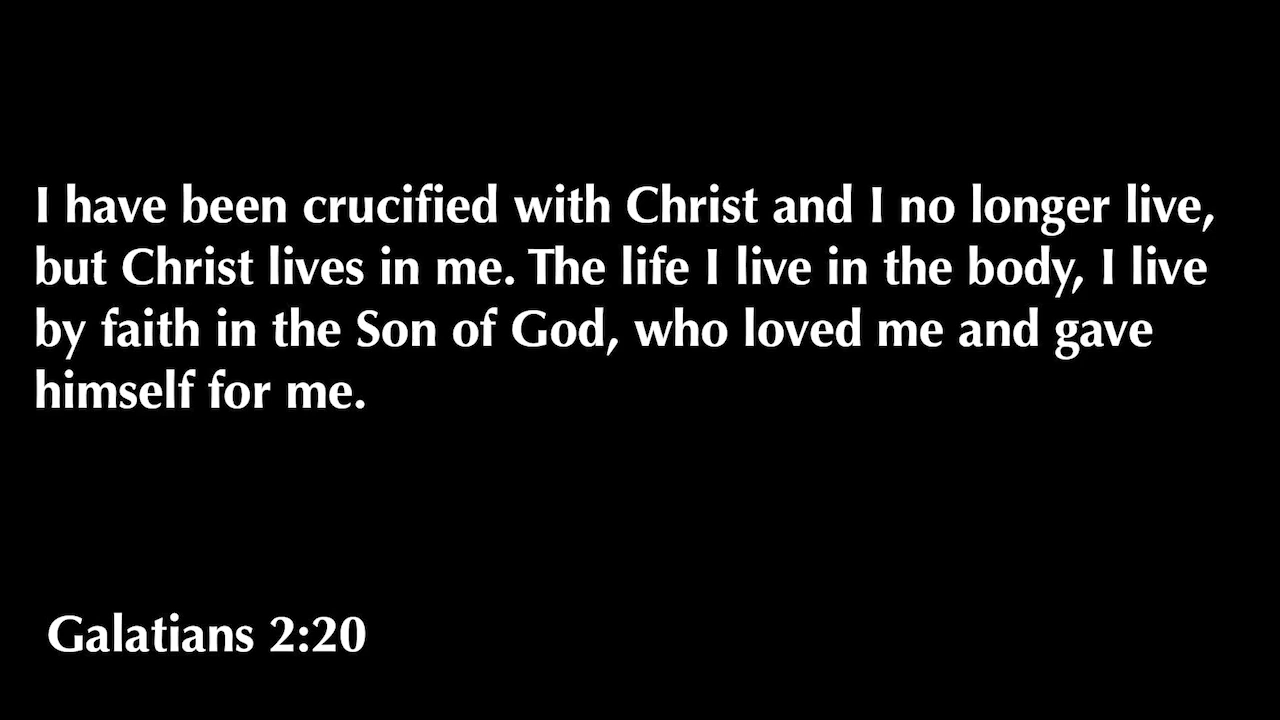 I have been crucified with Christ and I no longer live,
but Christ lives in me. The life I live in the body, I live
by faith in the Son of God, who loved me and gave
himself for me.
Galatians 2:20